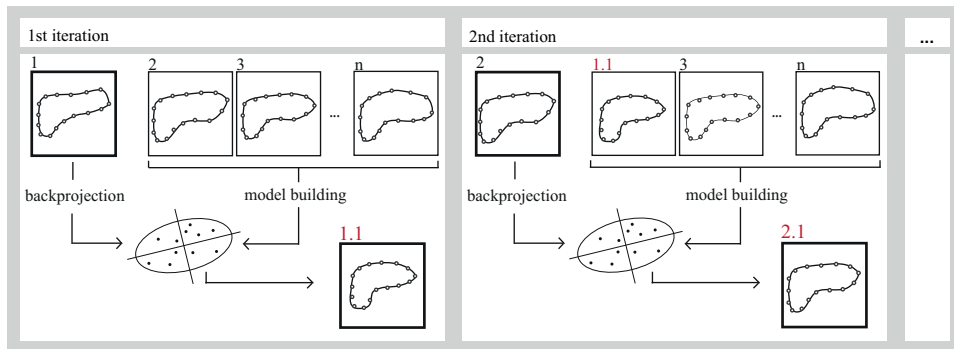 1st iteration
1
2
3
...
n
backprojection
model building
1.1
2nd iteration
2
1.1
3
...
n
backprojection
model building
2.1
...